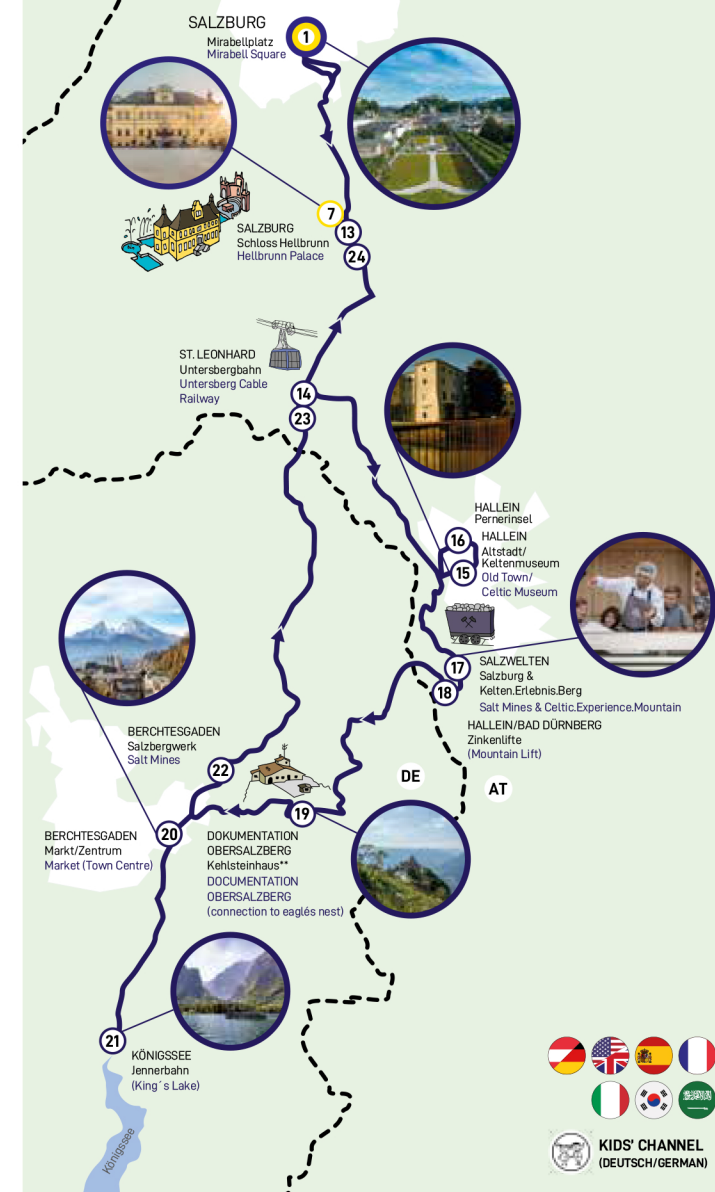 SALZBURG
Mirabellplatz
Mirabell Square
1
7
13
24
SALZBURG
Schloss Hellbrunn
Hellbrunn Palace
ST. LEONHARD
Untersbergbahn
Untersberg Cable
Railway
14
23
HALLEIN
Pernerinsel
16
HALLEIN
Altstadt/
Keltenmuseum
Old Town/
Celtic Museum
15
17
SALZWELTEN
Salzburg &
Kelten.Erlebnis.Berg
Salt Mines & Celtic.Experience.Mountain
18
HALLEIN/BAD DÜRNBERG
Zinkenlifte
(Mountain Lift)
BERCHTESGADEN
Salzbergwerk
Salt Mines
22
DE
AT
19
DOKUMENTATION
OBERSALZBERG
Kehlsteinhaus**
DOCUMENTATION
OBERSALZBERG
(connection to eaglés nest)
BERCHTESGADEN
Markt/Zentrum
Market (Town Centre)
20
21
KÖNIGSSEE
Jennerbahn
(King´s Lake)
Königssee
KIDS' CHANNEL
(DEUTSCH/GERMAN)